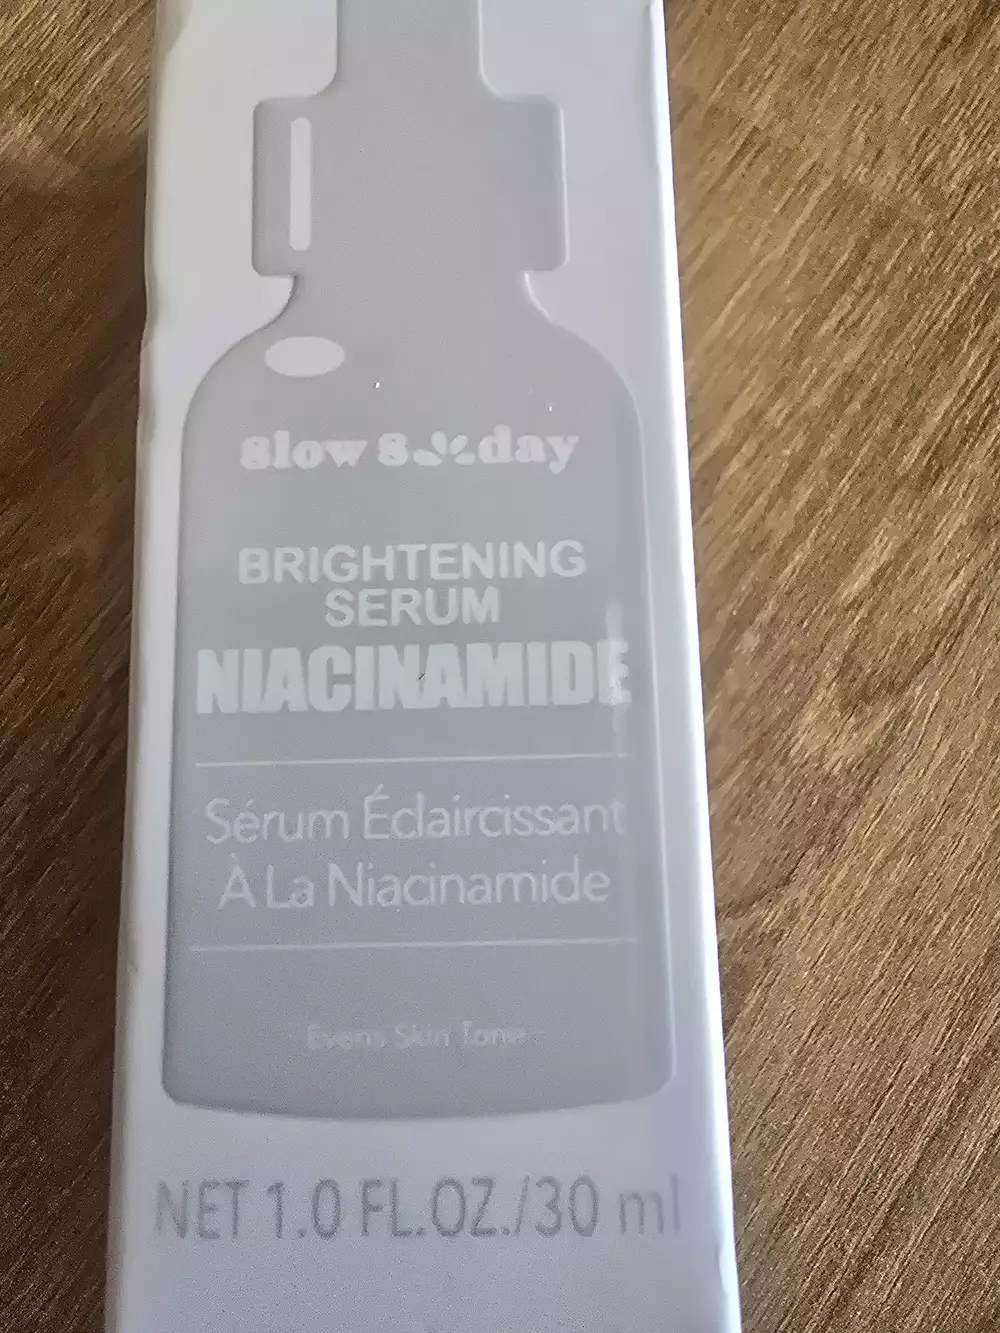 Slow Sunday
BRIGHTENING
SERUM
NIACINAMIDE
Sérum Éclaircissant
À La Niacinamide
Evens Skin Tone
NET 1.0 FL.OZ./30 ml